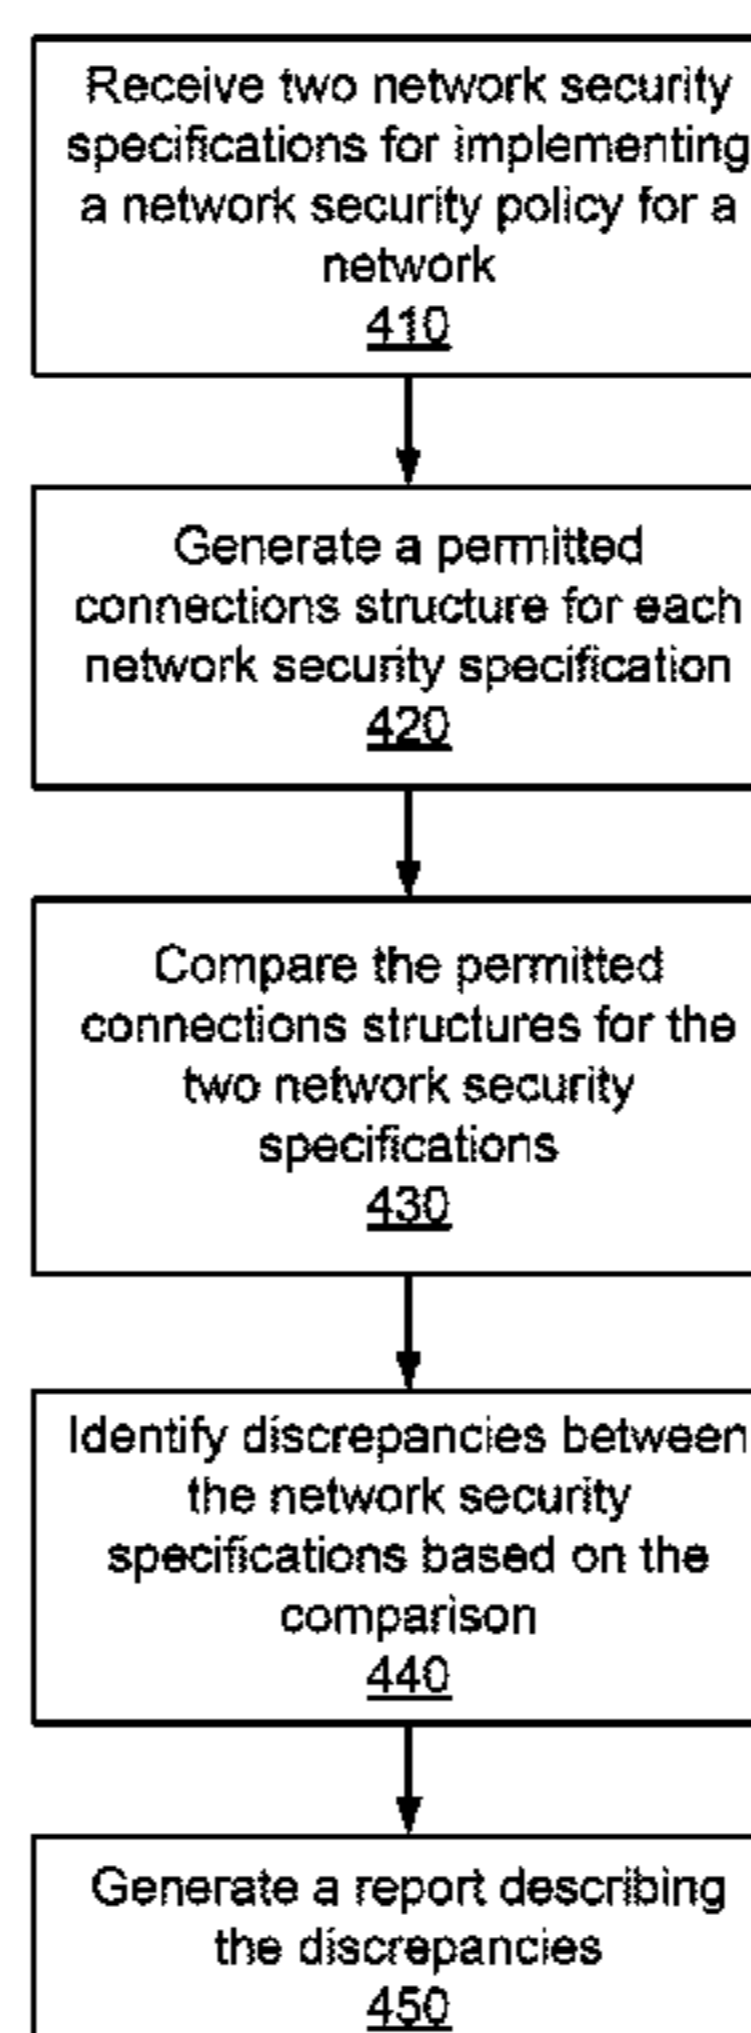 Receive two network security
specifications for implementing
a network security policy for a
network
410
Generate a permitted
connections structure for each
network security specification
420
Compare the permitted
connections structures for the
two network security
specifications
430
Identify discrepancies between
the network security
specifications based on the
comparison
440
Generate a report describing
the discrepancies
450